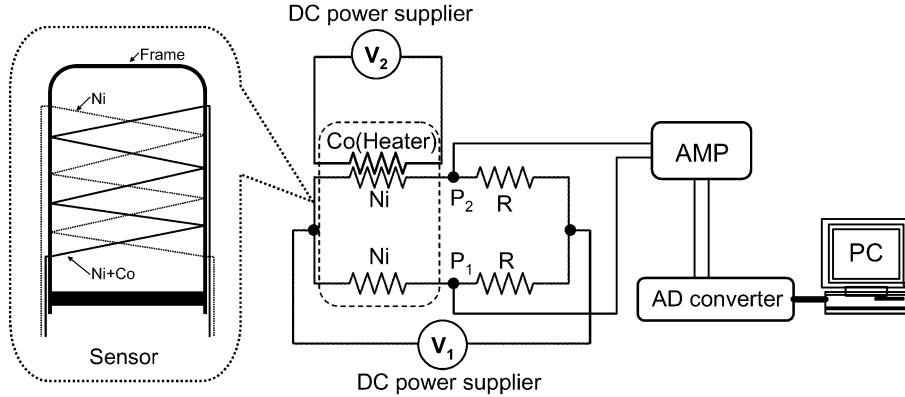 DC power supplier
V2
Frame
Ni
Co(Heater)
Ni
P2
R
AMP
Ni
P1
R
PC
Ni+Co
AD converter
Sensor
V1
DC power supplier